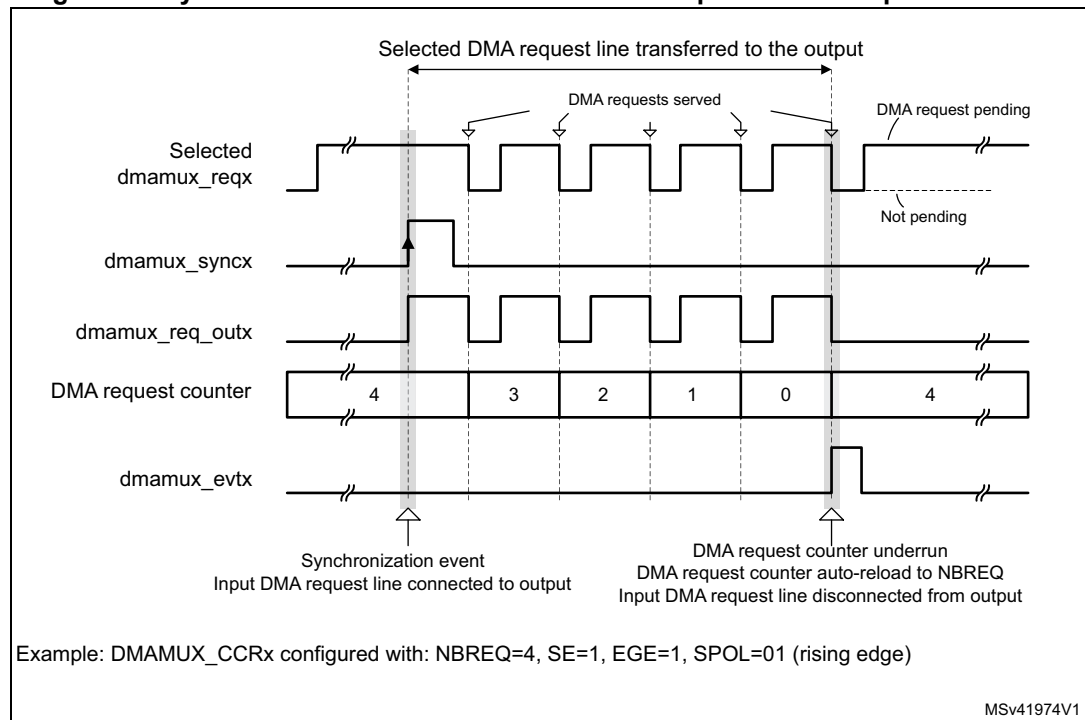 Selected DMA request line transferred to the output
DMA requests served
DMA request pending
Selected
dmamux_reqx
Not pending
dmamux_syncx
dmamux_req_outx
DMA request counter
4
3
2
1
0
4
dmamux_evtx
Synchronization event
Input DMA request line connected to output
DMA request counter underrun
DMA request counter auto-reload to NBREQ
Input DMA request line disconnected from output
Example: DMAMUX_CCRx configured with: NBREQ=4, SE=1, EGE=1, SPOL=01 (rising edge)
MSv41974V1